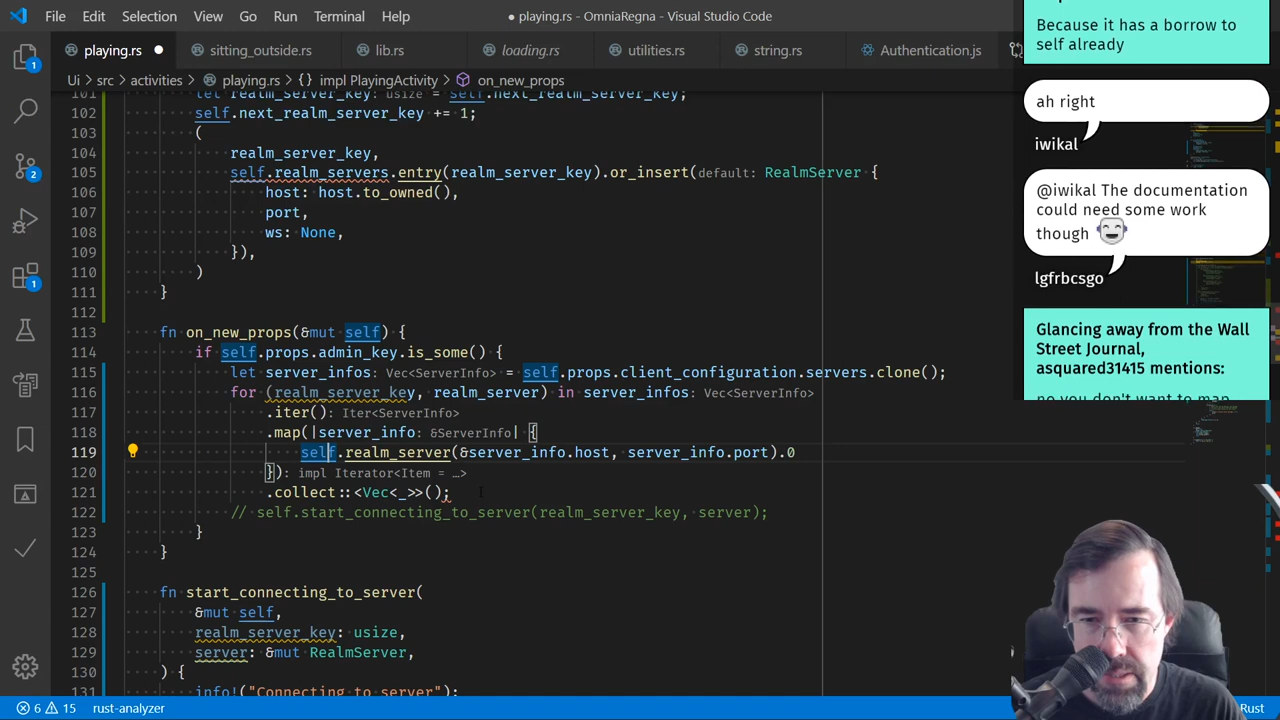 File Edit Selection View Go Run Terminal Help
● playing.rs - OmniaRegna - Visual Studio Code
playing.rs ● sitting_outside.rs lib.rs loading.rs utilities.rs string.rs Authentication.js
Ui > src > activities > playing.rs > {} impl PlayingActivity > on_new_props
101 let realm_server_key: usize = self.next_realm_server_key;
102 self.next_realm_server_key += 1;
103 (
104 realm_server_key,
105 self.realm_servers.entry(realm_server_key).or_insert(default: RealmServer {
106 host: host.to_owned(),
107 port,
108 ws: None,
109 }),
110 )
111 }
112
113 fn on_new_props(&mut self) {
114 if self.props.admin_key.is_some() {
115 let server_infos: Vec<ServerInfo> = self.props.client_configuration.servers.clone();
116 for (realm_server_key, realm_server) in server_infos: Vec<ServerInfo>
117 .iter(): Iter<ServerInfo>
118 .map(|server_info: &ServerInfo| {
119 self.realm_server(&server_info.host, server_info.port).0
120 }): impl Iterator<Item = …>
121 .collect::<Vec<_>>();
122 // self.start_connecting_to_server(realm_server_key, server);
123 }
124 }
125
126 fn start_connecting_to_server(
127 &mut self,
128 realm_server_key: usize,
129 server: &mut RealmServer,
130 ) {
131 info!("Connecting to server");
Because it has a borrow to
self already
ah right
iwikal
@iwikal The documentation
could need some work
though
lgfrbcsgo
Glancing away from the Wall
Street Journal,
asquared31415 mentions:
no you don't want to map
1
2
1
6 15 rust-analyzer
Rust